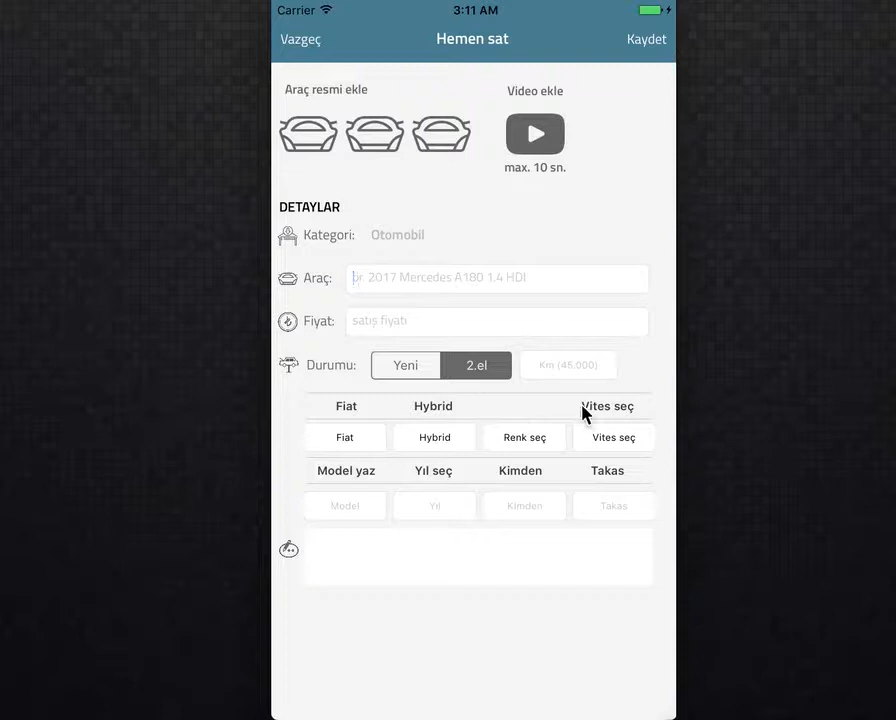 Carrier 3:11 AM
Vazgeç Hemen sat Kaydet
Araç resmi ekle Video ekle
max. 10 sn.
DETAYLAR
Kategori: Otomobil
Araç: ör. 2017 Mercedes A180 1.4 HDI
Fiyat: satış fiyatı
Durumu: Yeni 2.el Km (45.000)
Fiat Hybrid Vites seç
Fiat Hybrid Renk seç Vites seç
Model yaz Yıl seç Kimden Takas
Model Yıl Kimden Takas